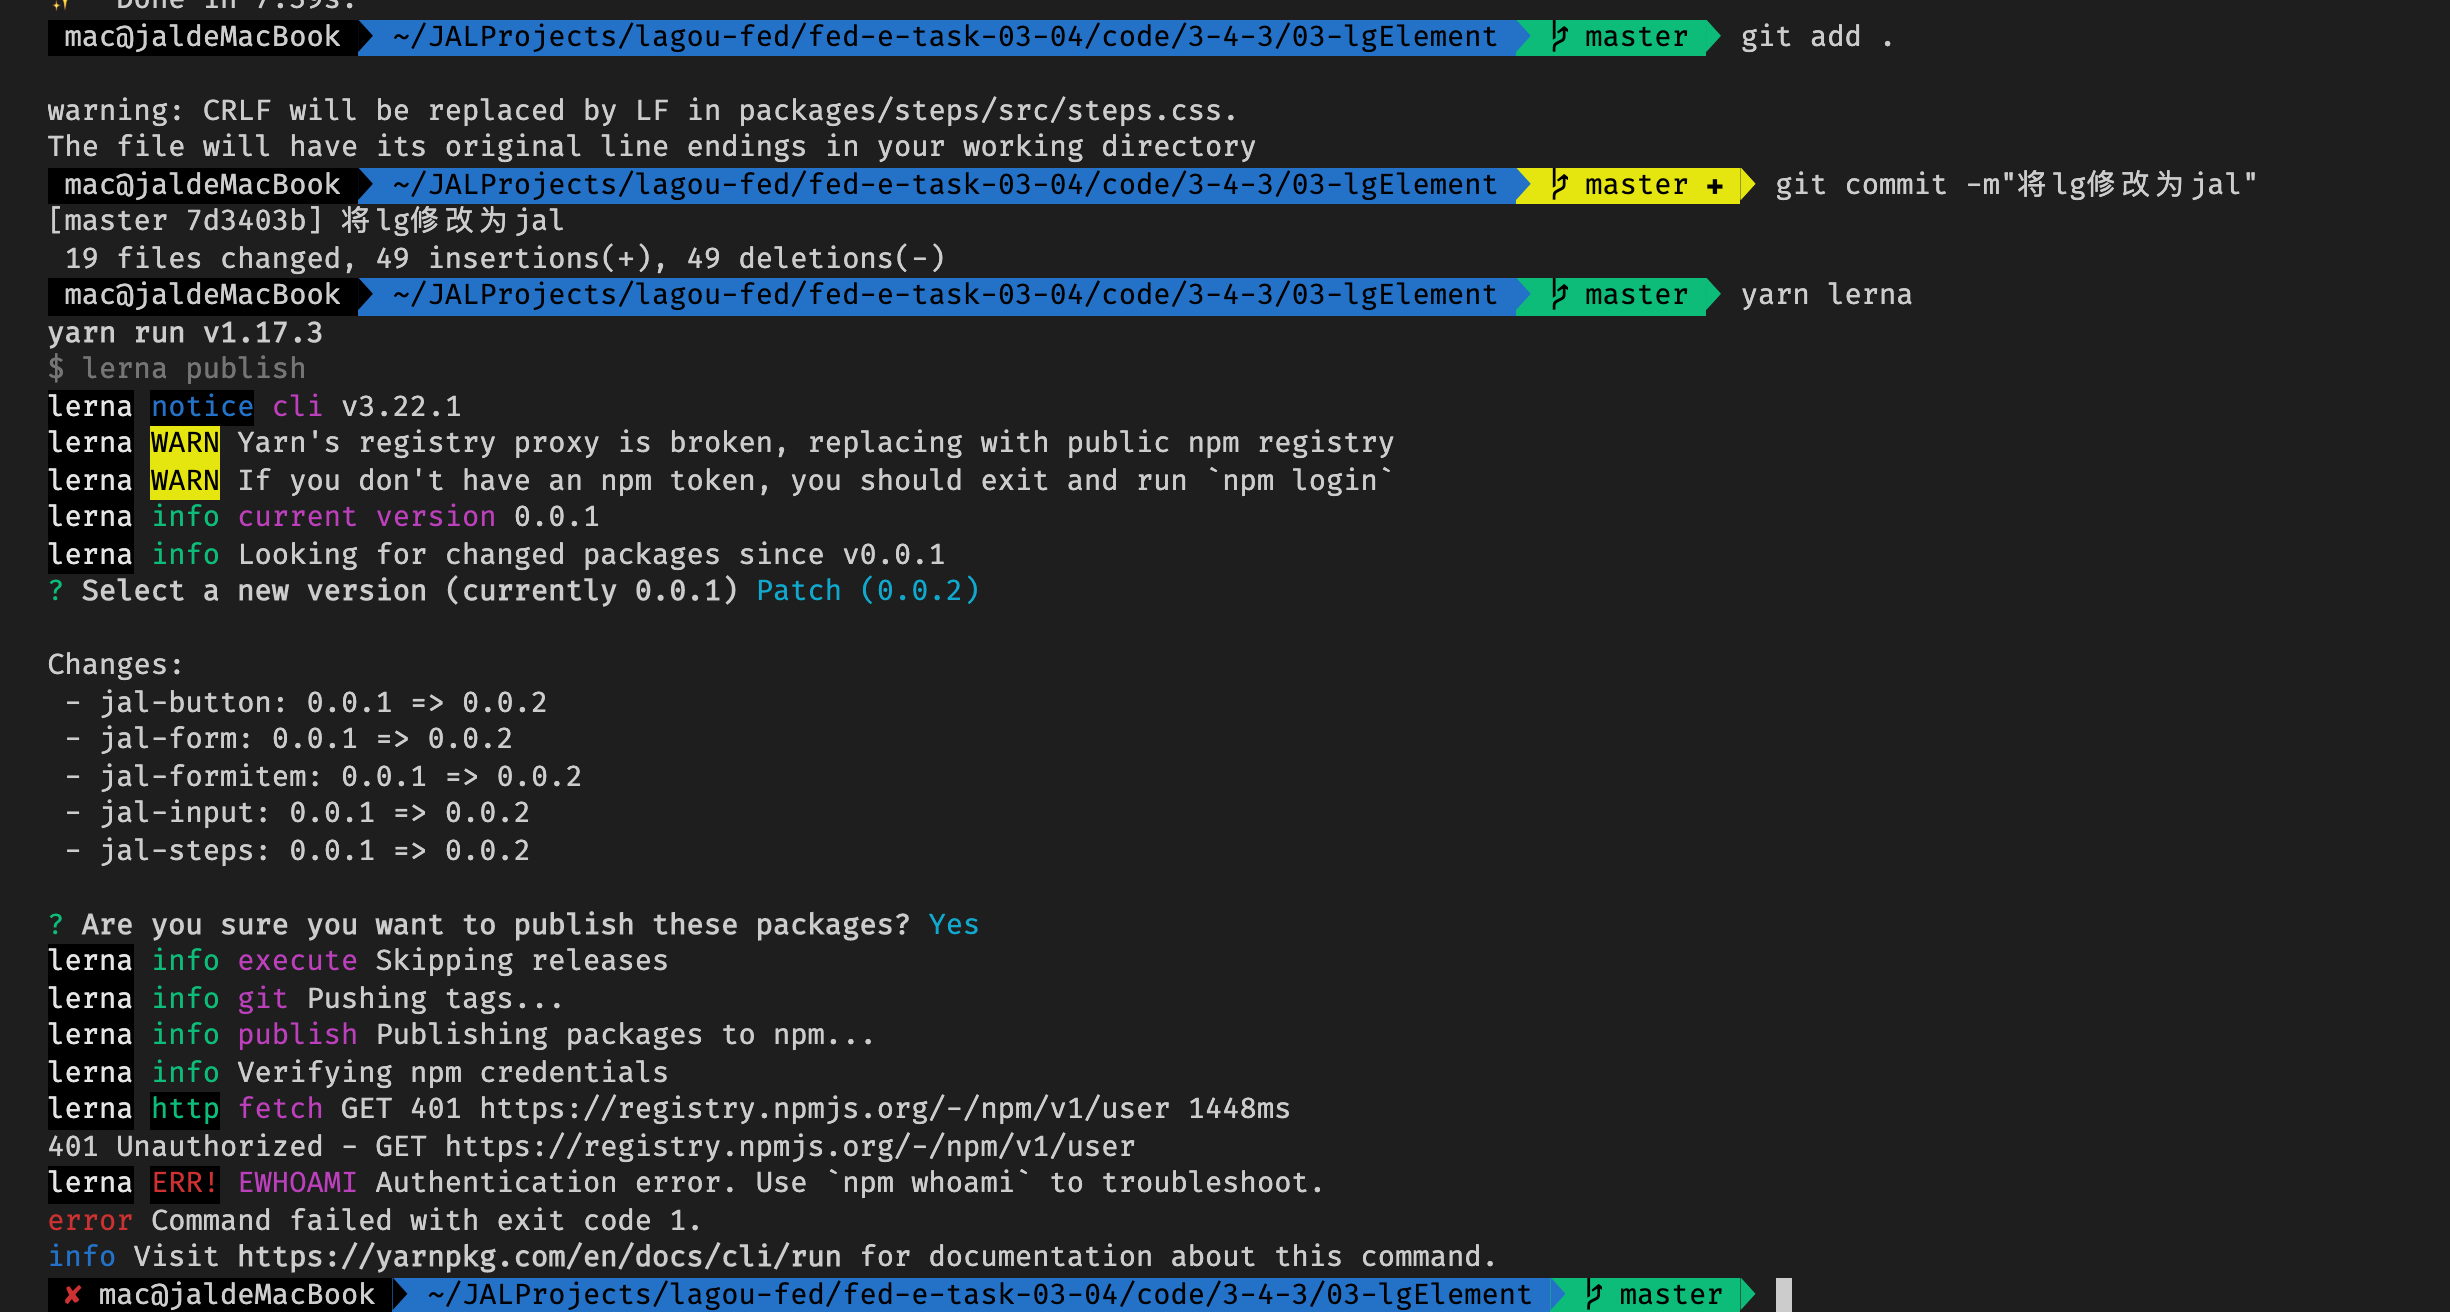 ✨  Done in 7.39s.
mac@jaldeMacBook ~/JALProjects/lagou-fed/fed-e-task-03-04/code/3-4-3/03-lgElement master git add .
warning: CRLF will be replaced by LF in packages/steps/src/steps.css.
The file will have its original line endings in your working directory
mac@jaldeMacBook ~/JALProjects/lagou-fed/fed-e-task-03-04/code/3-4-3/03-lgElement master + git commit -m"将lg修改为jal"
[master 7d3403b] 将lg修改为jal
19 files changed, 49 insertions(+), 49 deletions(-)
mac@jaldeMacBook ~/JALProjects/lagou-fed/fed-e-task-03-04/code/3-4-3/03-lgElement master yarn lerna
yarn run v1.17.3
$ lerna publish
lerna notice cli v3.22.1
lerna WARN Yarn's registry proxy is broken, replacing with public npm registry
lerna WARN If you don't have an npm token, you should exit and run `npm login`
lerna info current version 0.0.1
lerna info Looking for changed packages since v0.0.1
? Select a new version (currently 0.0.1) Patch (0.0.2)
Changes:
- jal-button: 0.0.1 => 0.0.2
- jal-form: 0.0.1 => 0.0.2
- jal-formitem: 0.0.1 => 0.0.2
- jal-input: 0.0.1 => 0.0.2
- jal-steps: 0.0.1 => 0.0.2
? Are you sure you want to publish these packages? Yes
lerna info execute Skipping releases
lerna info git Pushing tags...
lerna info publish Publishing packages to npm...
lerna info Verifying npm credentials
lerna http fetch GET 401 https://registry.npmjs.org/-/npm/v1/user 1448ms
401 Unauthorized - GET https://registry.npmjs.org/-/npm/v1/user
lerna ERR! EWHOAMI Authentication error. Use `npm whoami` to troubleshoot.
error Command failed with exit code 1.
info Visit https://yarnpkg.com/en/docs/cli/run for documentation about this command.
✘ mac@jaldeMacBook ~/JALProjects/lagou-fed/fed-e-task-03-04/code/3-4-3/03-lgElement master